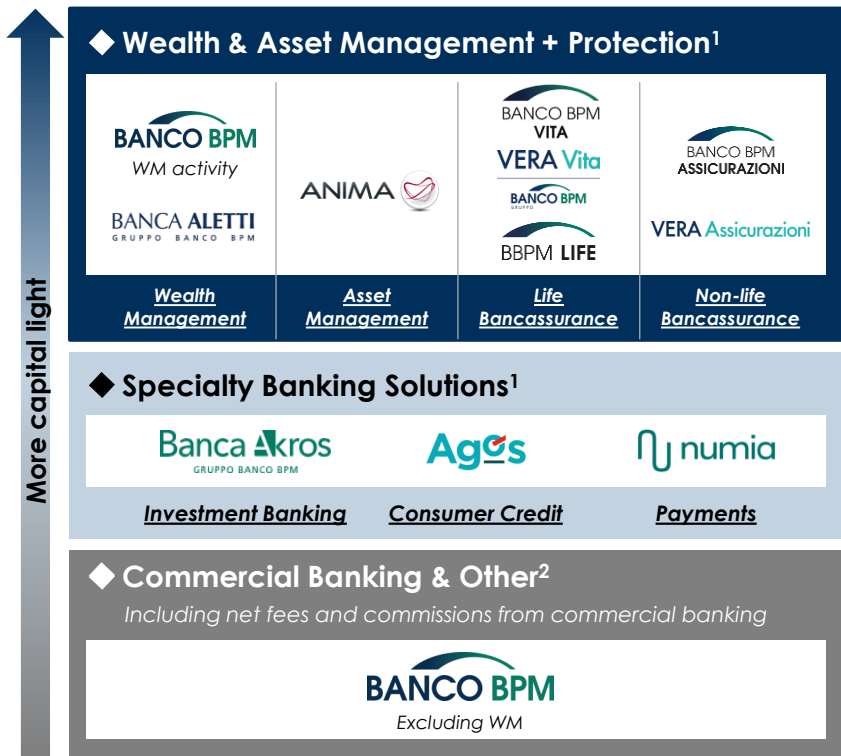 More capital light
◆ Wealth & Asset Management + Protection¹
BANCO BPM
WM activity
BANCA ALETTI
GRUPPO BANCO BPM
Wealth
Management
ANIMA
Asset
Management
BANCO BPM
VITA
VERA Vita
BANCO BPM
GRUPPO
BBPM LIFE
Life
Bancassurance
BANCO BPM
ASSICURAZIONI
VERA Assicurazioni
Non-life
Bancassurance
◆ Specialty Banking Solutions¹
Banca Akros
GRUPPO BANCO BPM
Investment Banking
Agos
Consumer Credit
numia
Payments
◆ Commercial Banking & Other²
Including net fees and commissions from commercial banking
BANCO BPM
Excluding WM